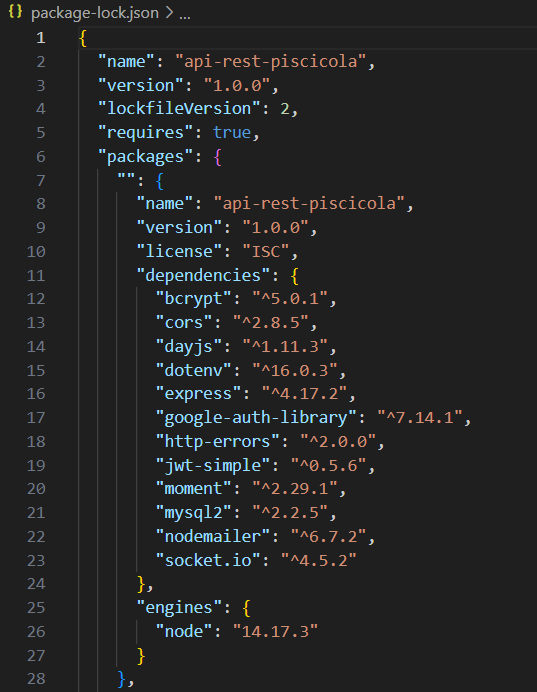 {} package-lock.json > ...
1 {
2 "name": "api-rest-piscicola",
3 "version": "1.0.0",
4 "lockfileVersion": 2,
5 "requires": true,
6 "packages": {
7 "": {
8 "name": "api-rest-piscicola",
9 "version": "1.0.0",
10 "license": "ISC",
11 "dependencies": {
12 "bcrypt": "^5.0.1",
13 "cors": "^2.8.5",
14 "dayjs": "^1.11.3",
15 "dotenv": "^16.0.3",
16 "express": "^4.17.2",
17 "google-auth-library": "^7.14.1",
18 "http-errors": "^2.0.0",
19 "jwt-simple": "^0.5.6",
20 "moment": "^2.29.1",
21 "mysql2": "^2.2.5",
22 "nodemailer": "^6.7.2",
23 "socket.io": "^4.5.2"
24 },
25 "engines": {
26 "node": "14.17.3"
27 }
28 },